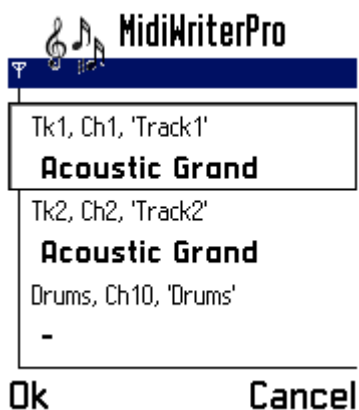 MidiWriterPro
Tk1, Ch1, 'Track1'
Acoustic Grand
Tk2, Ch2, 'Track2'
Acoustic Grand
Drums, Ch10, 'Drums'
-
Ok Cancel